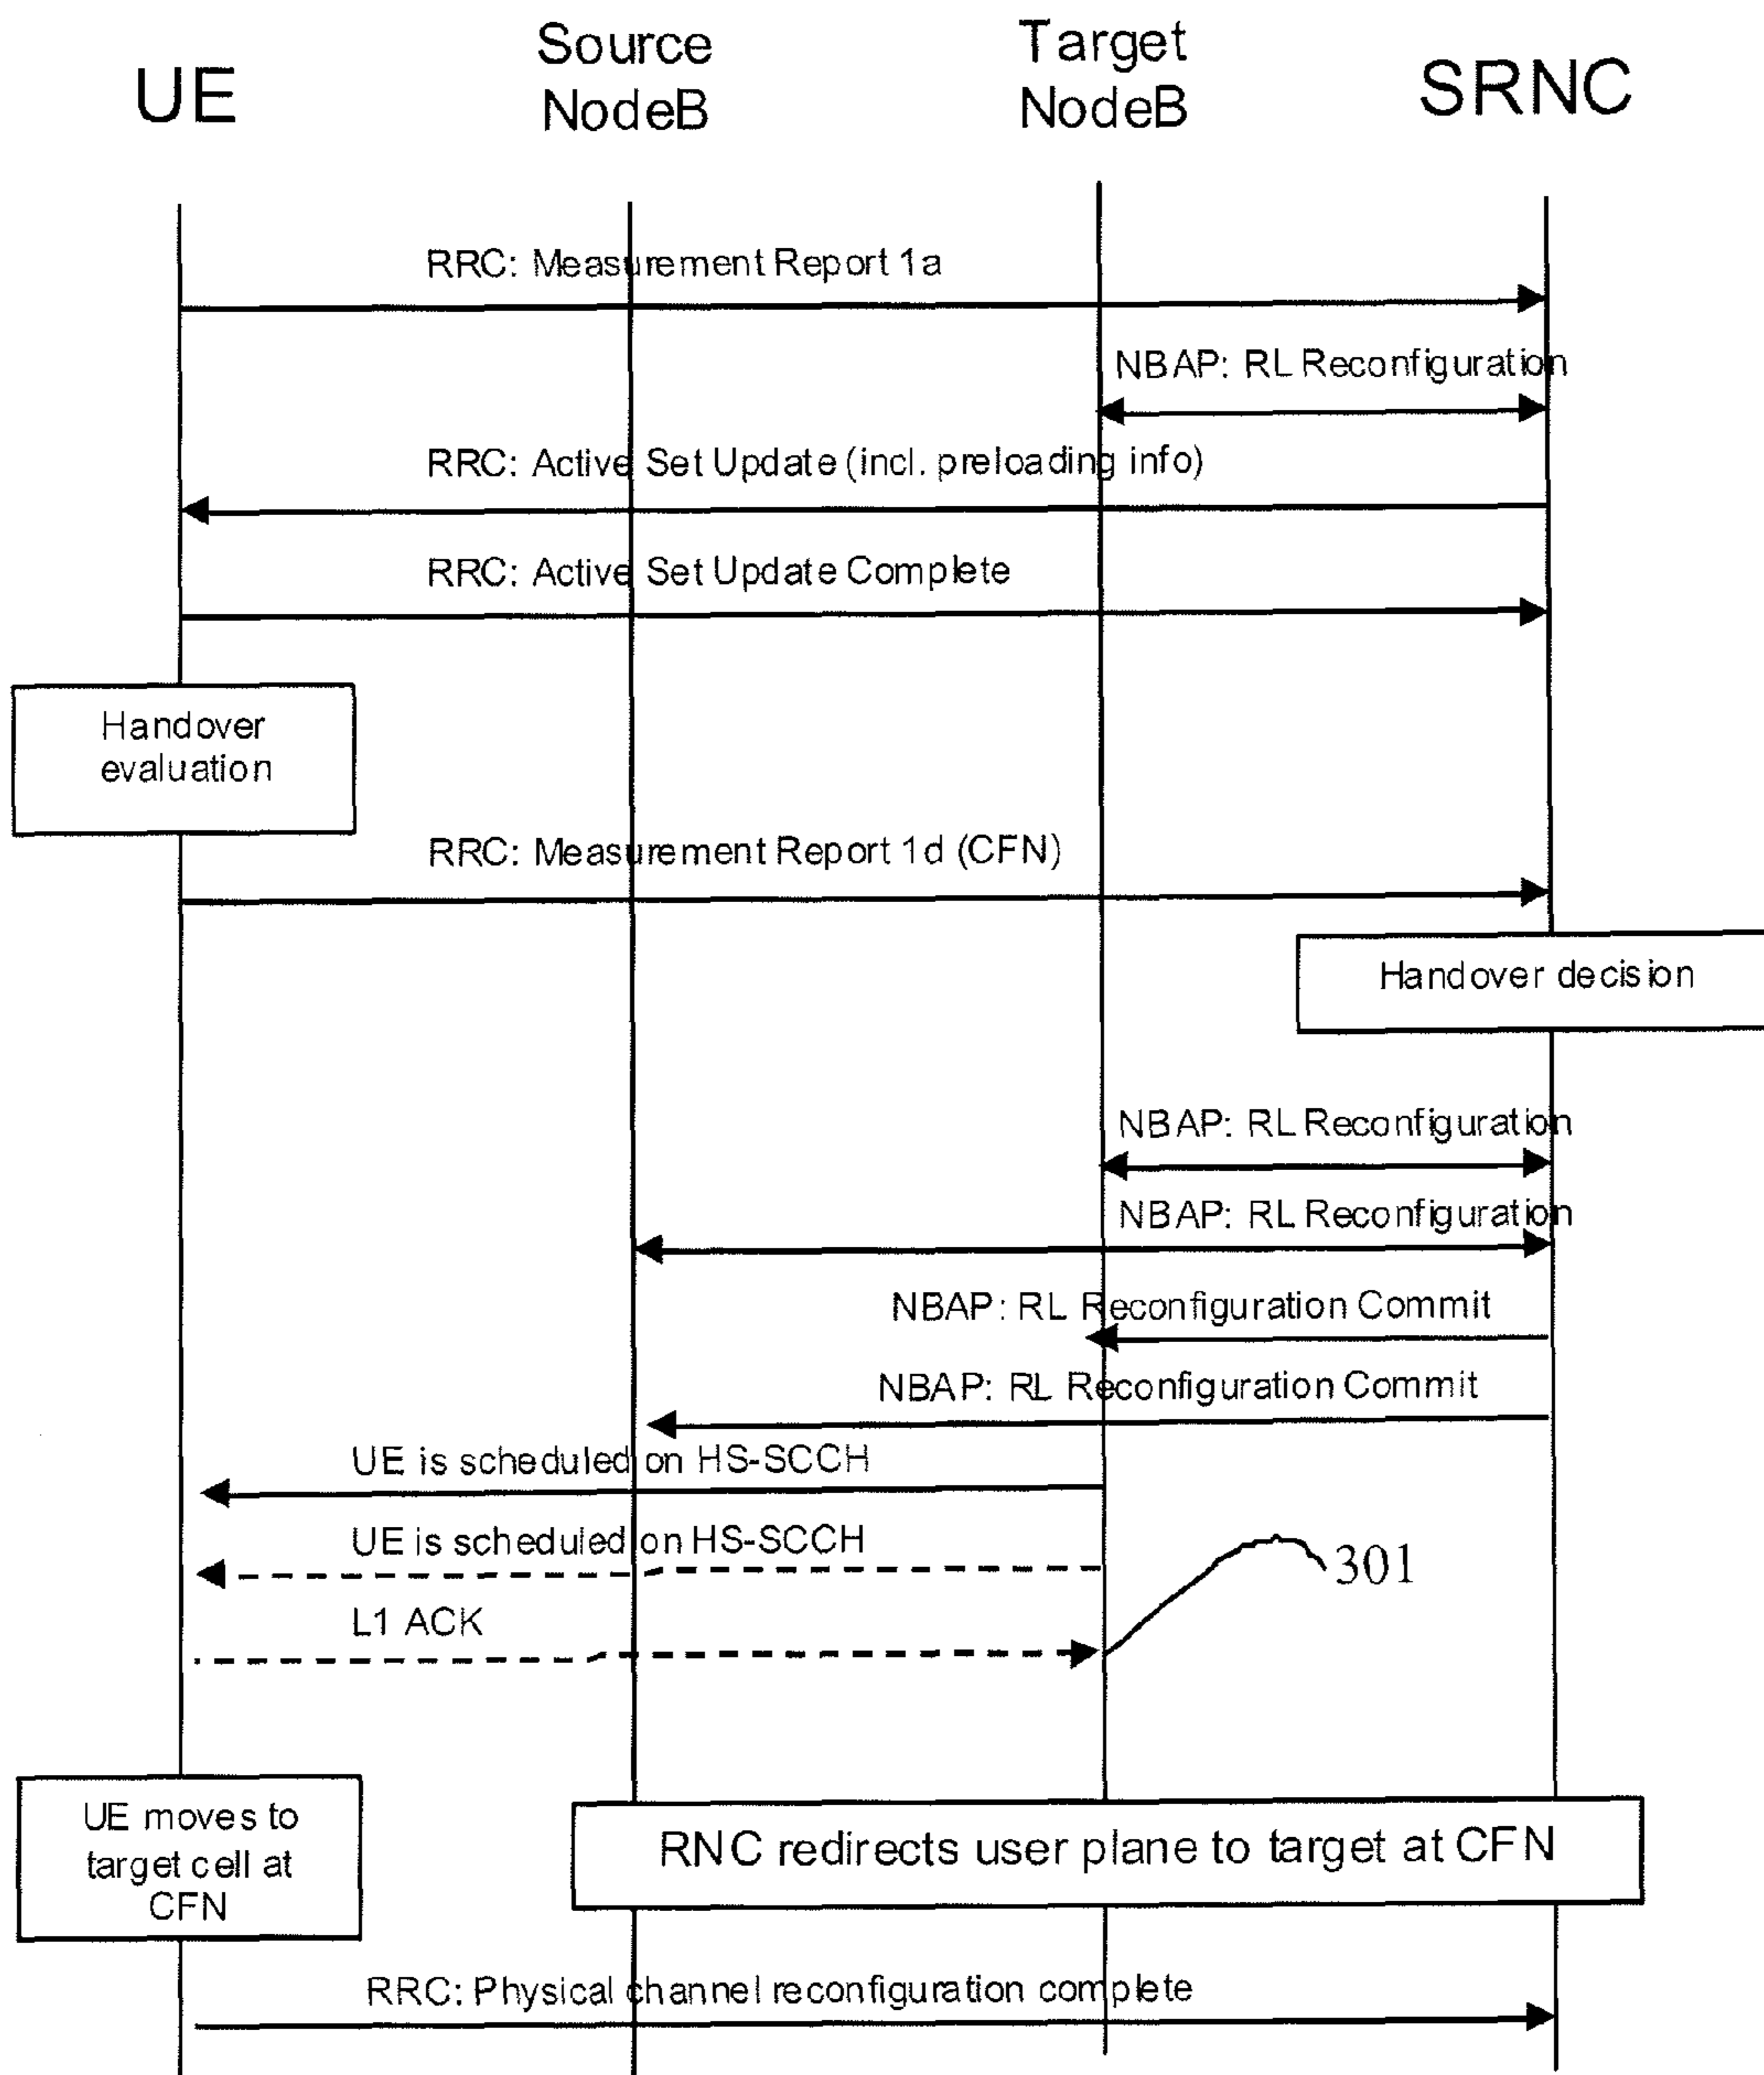 UE
Source
NodeB
Target
NodeB
SRNC
RRC: Measurement Report 1a
NBAP: RL Reconfiguration
RRC: Active Set Update (incl. preloading info)
RRC: Active Set Update Complete
Handover
evaluation
RRC: Measurement Report 1d (CFN)
Handover decision
NBAP: RL Reconfiguration
NBAP: RL Reconfiguration
NBAP: RL Reconfiguration Commit
NBAP: RL Reconfiguration Commit
UE is scheduled on HS-SCCH
UE is scheduled on HS-SCCH
301
L1 ACK
UE moves to
target cell at
CFN
RNC redirects user plane to target at CFN
RRC: Physical channel reconfiguration complete